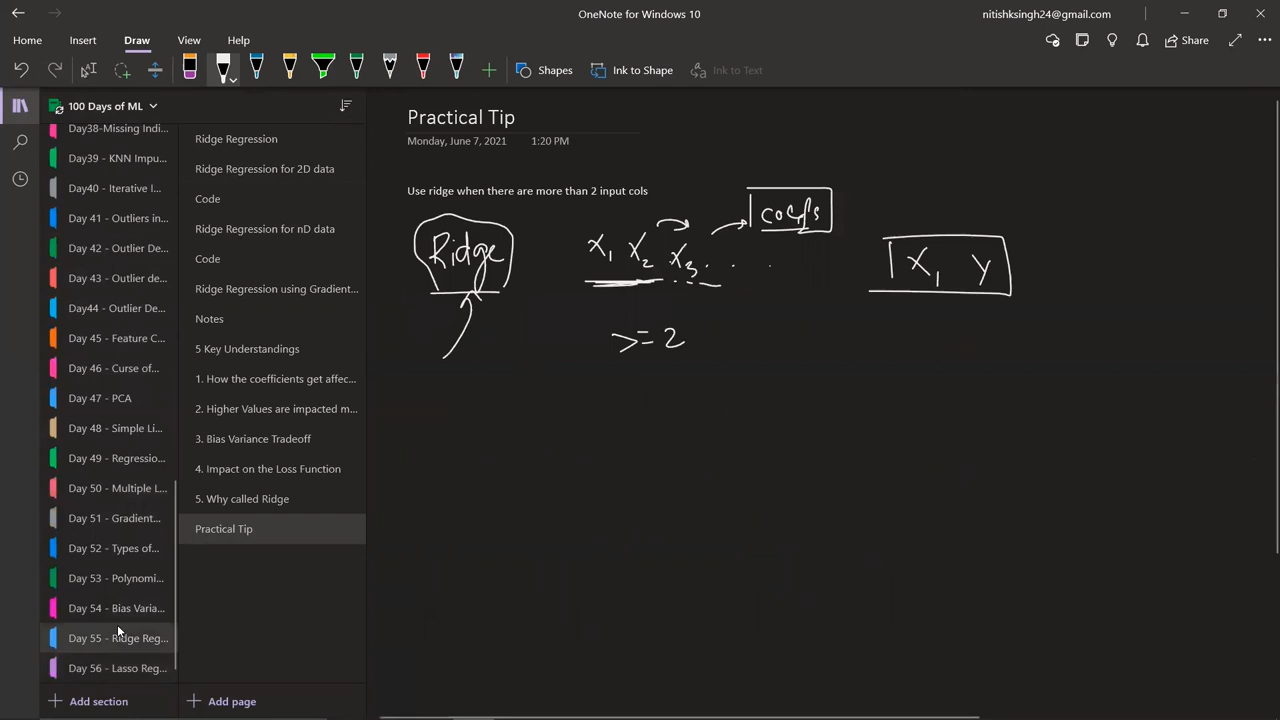 OneNote for Windows 10
nitishksingh24@gmail.com
Home
Insert
Draw
View
Help
Share
Shapes
Ink to Shape
Ink to Text
100 Days of ML
Day38-Missing Indi...
Day39 - KNN Impu...
Day40 - Iterative I...
Day 41 - Outliers in...
Day 42 - Outlier De...
Day 43 - Outlier de...
Day44 - Outlier De...
Day 45 - Feature C...
Day 46 - Curse of...
Day 47 - PCA
Day 48 - Simple Li...
Day 49 - Regressio...
Day 50 - Multiple L...
Day 51 - Gradient...
Day 52 - Types of...
Day 53 - Polynomi...
Day 54 - Bias Varia...
Day 55 - Ridge Reg...
Day 56 - Lasso Reg...
Add section
Ridge Regression
Ridge Regression for 2D data
Code
Ridge Regression for nD data
Code
Ridge Regression using Gradient...
Notes
5 Key Understandings
1. How the coefficients get affec...
2. Higher Values are impacted m...
3. Bias Variance Tradeoff
4. Impact on the Loss Function
5. Why called Ridge
Practical Tip
Add page
Practical Tip
Monday, June 7, 2021 1:20 PM
Use ridge when there are more than 2 input cols
coeffs
Ridge X₁ X₂ X₃ . . . X₁ y
>= 2